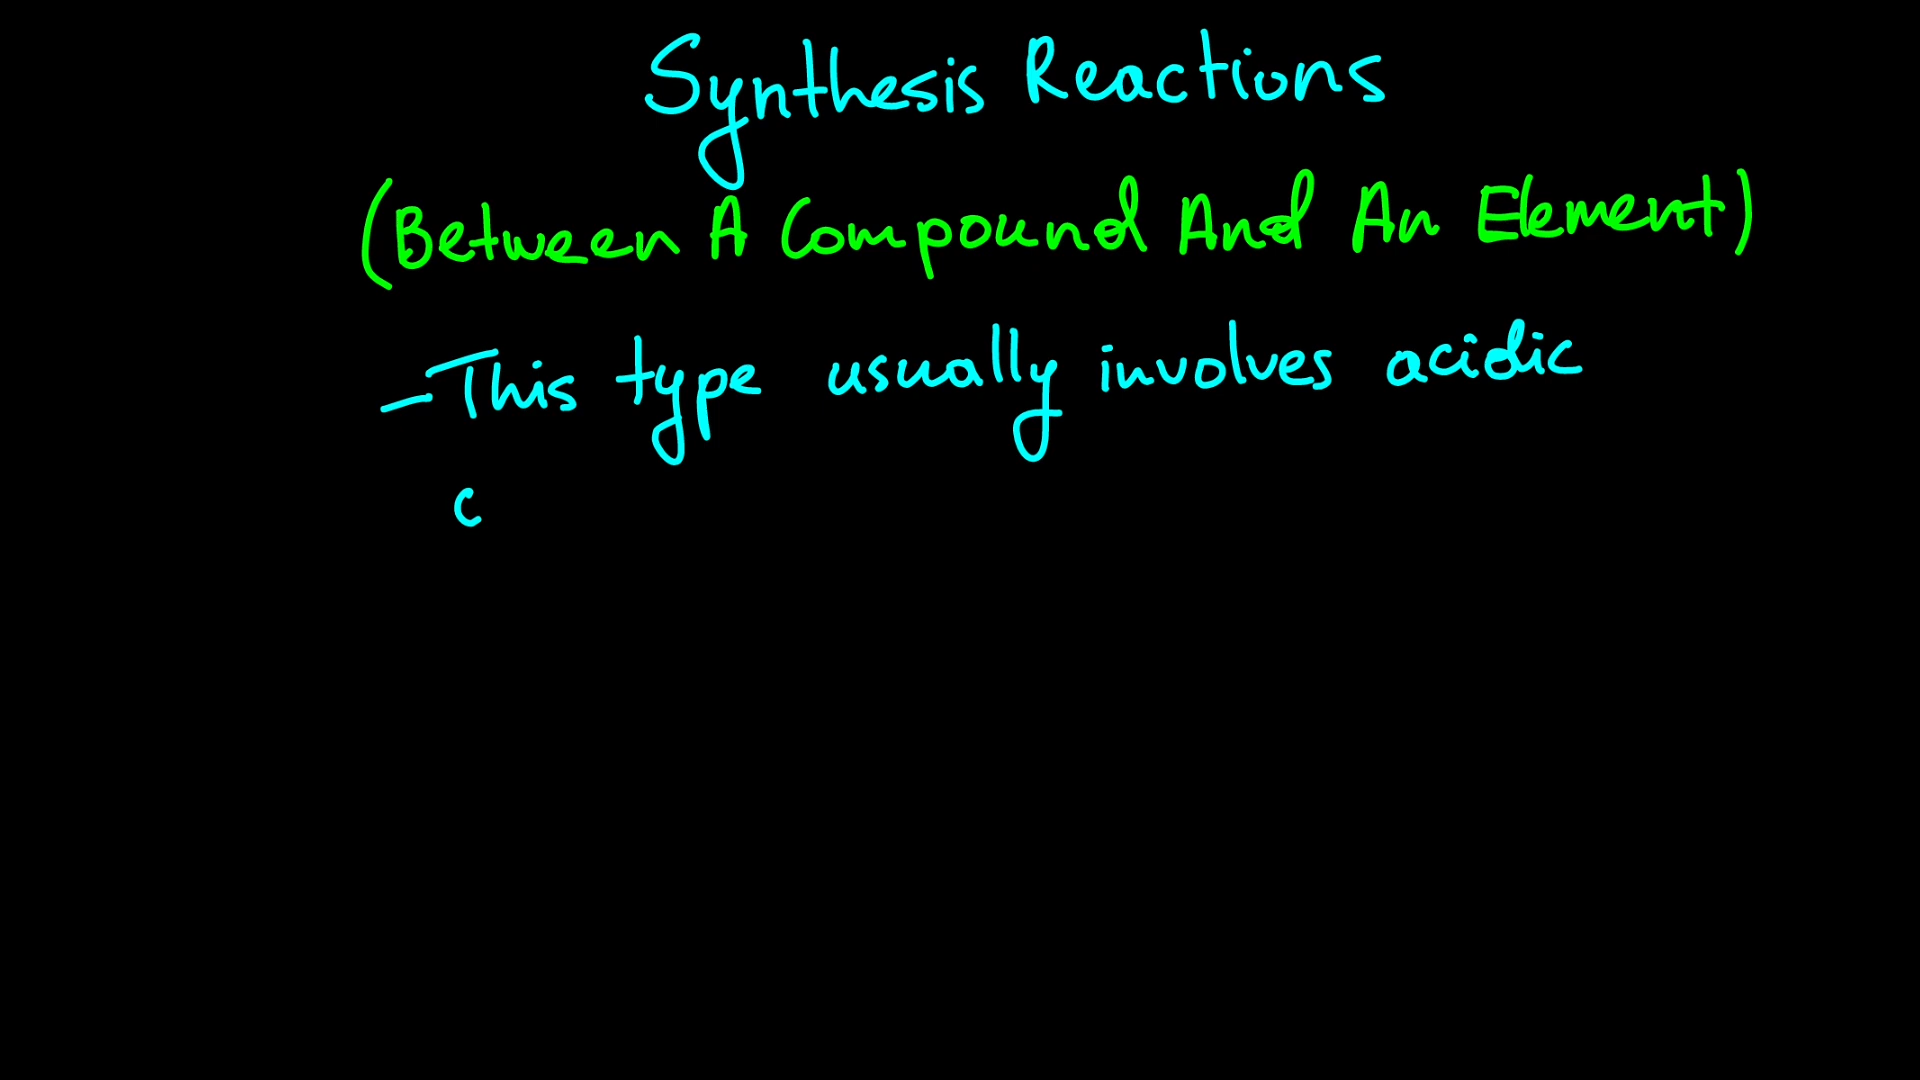 Synthesis Reactions
(Between A Compound And An Element)
- This type usually involves acidic
c